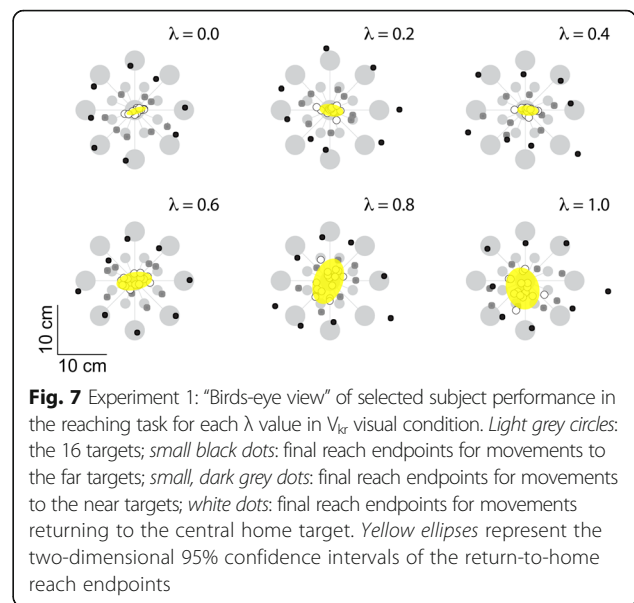 λ = 0.0
λ = 0.2
λ = 0.4
λ = 0.6
λ = 0.8
λ = 1.0
10 cm
10 cm
Fig. 7 Experiment 1: “Birds-eye view” of selected subject performance in
the reaching task for each λ value in Vkr visual condition. Light grey circles:
the 16 targets; small black dots: final reach endpoints for movements to
the far targets; small, dark grey dots: final reach endpoints for movements
to the near targets; white dots: final reach endpoints for movements
returning to the central home target. Yellow ellipses represent the
two-dimensional 95% confidence intervals of the return-to-home
reach endpoints